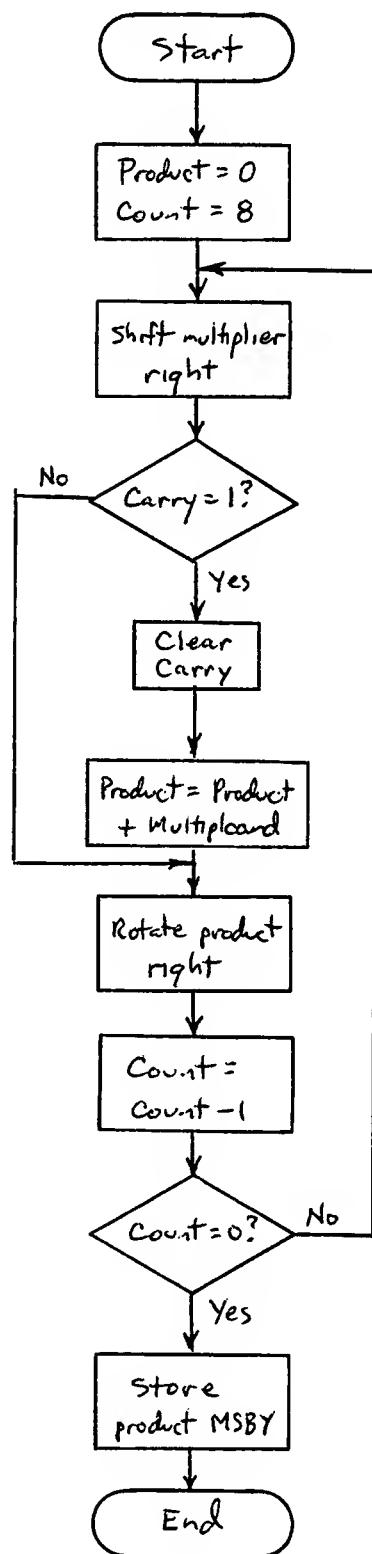 Start
Product = 0
Count = 8
Shift multiplier
right
Carry = 1?
No
Yes
Clear
Carry
Product = Product
+ Multiplicand
Rotate product
right
Count =
Count - 1
Count = 0?
No
Yes
Store
product MSBY
End